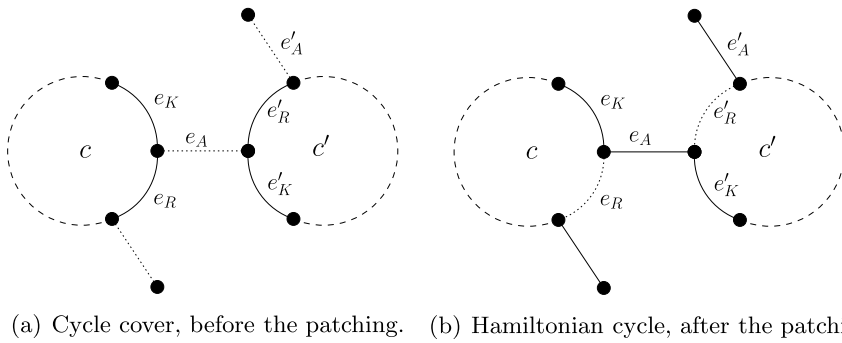 e'_A e'_A
e_K e'_R e_K e'_R
c e_A c' c e_A c'
e_R e'_K e_R e'_K
(a) Cycle cover, before the patching. (b) Hamiltonian cycle, after the patchi